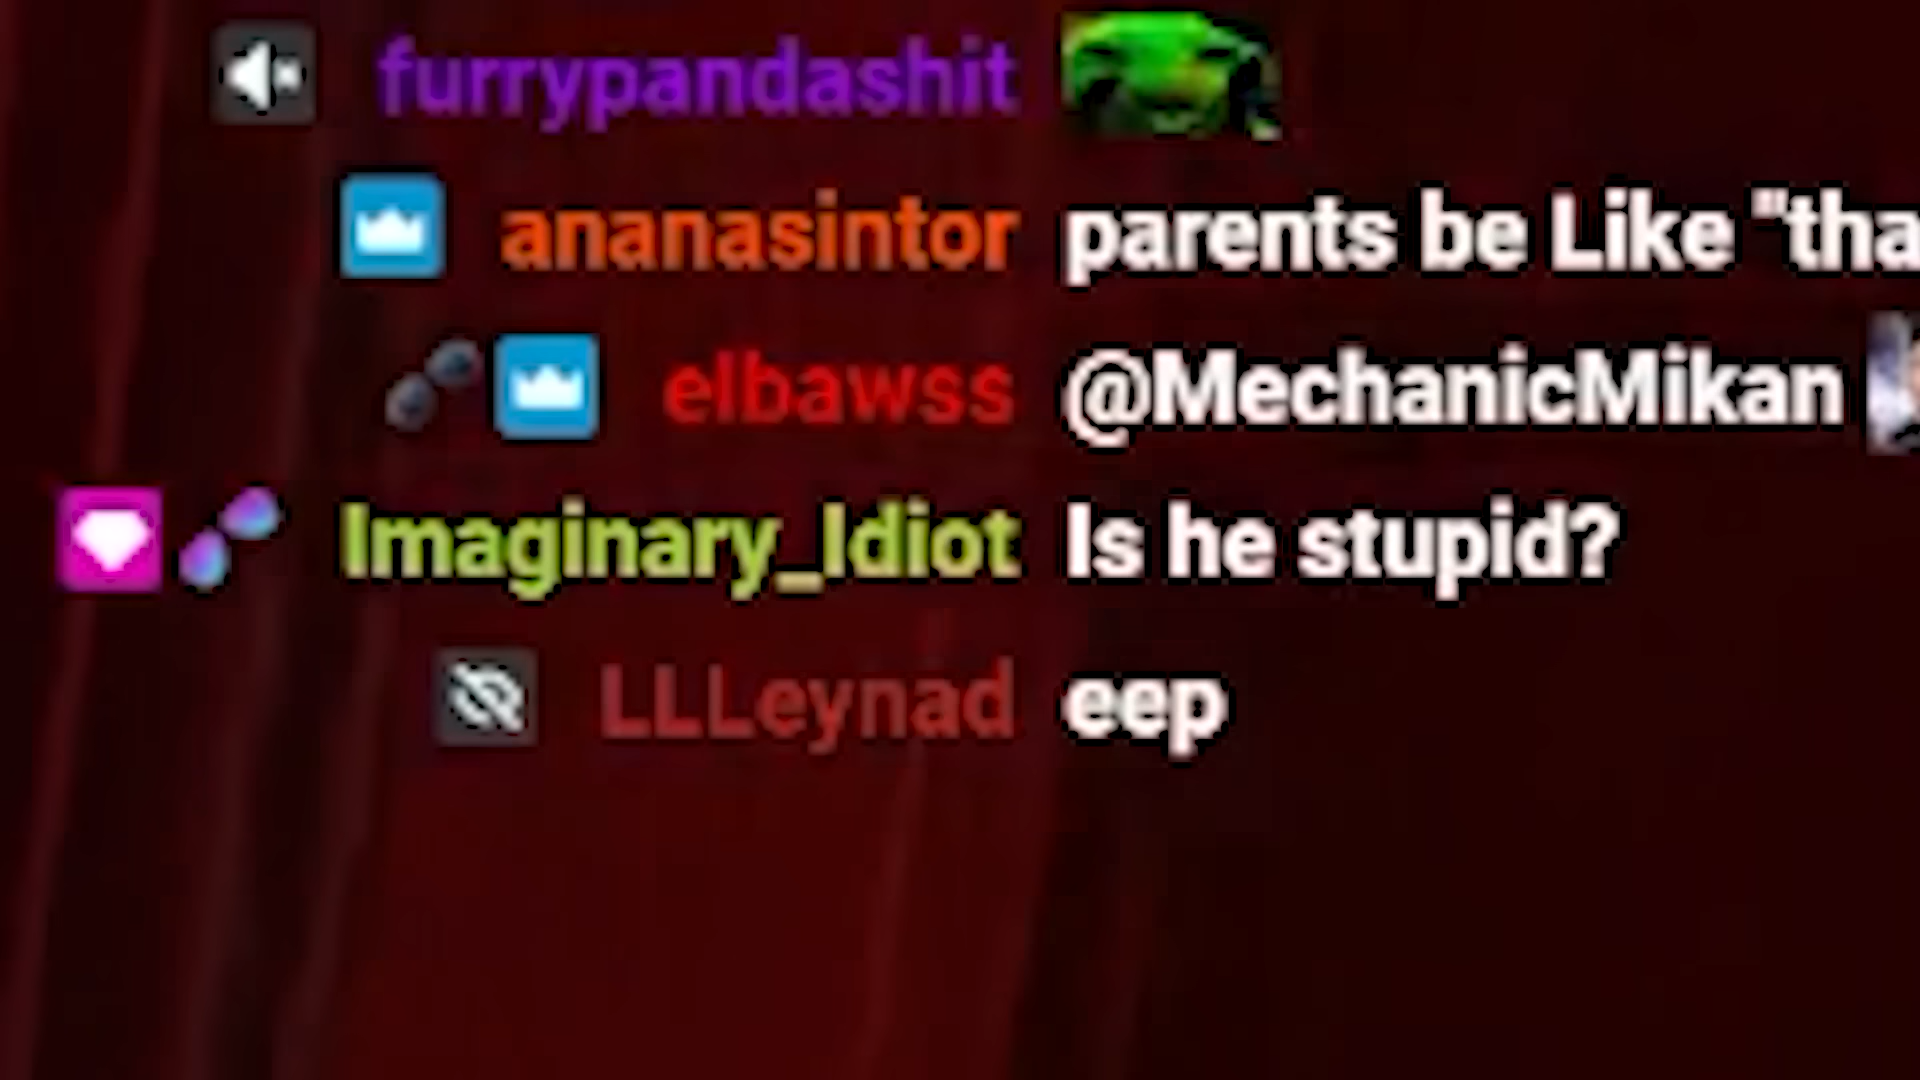 furrypandashit
ananasintor parents be Like "tha
elbawss @MechanicMikan
Imaginary_Idiot Is he stupid?
LLLeynad eep